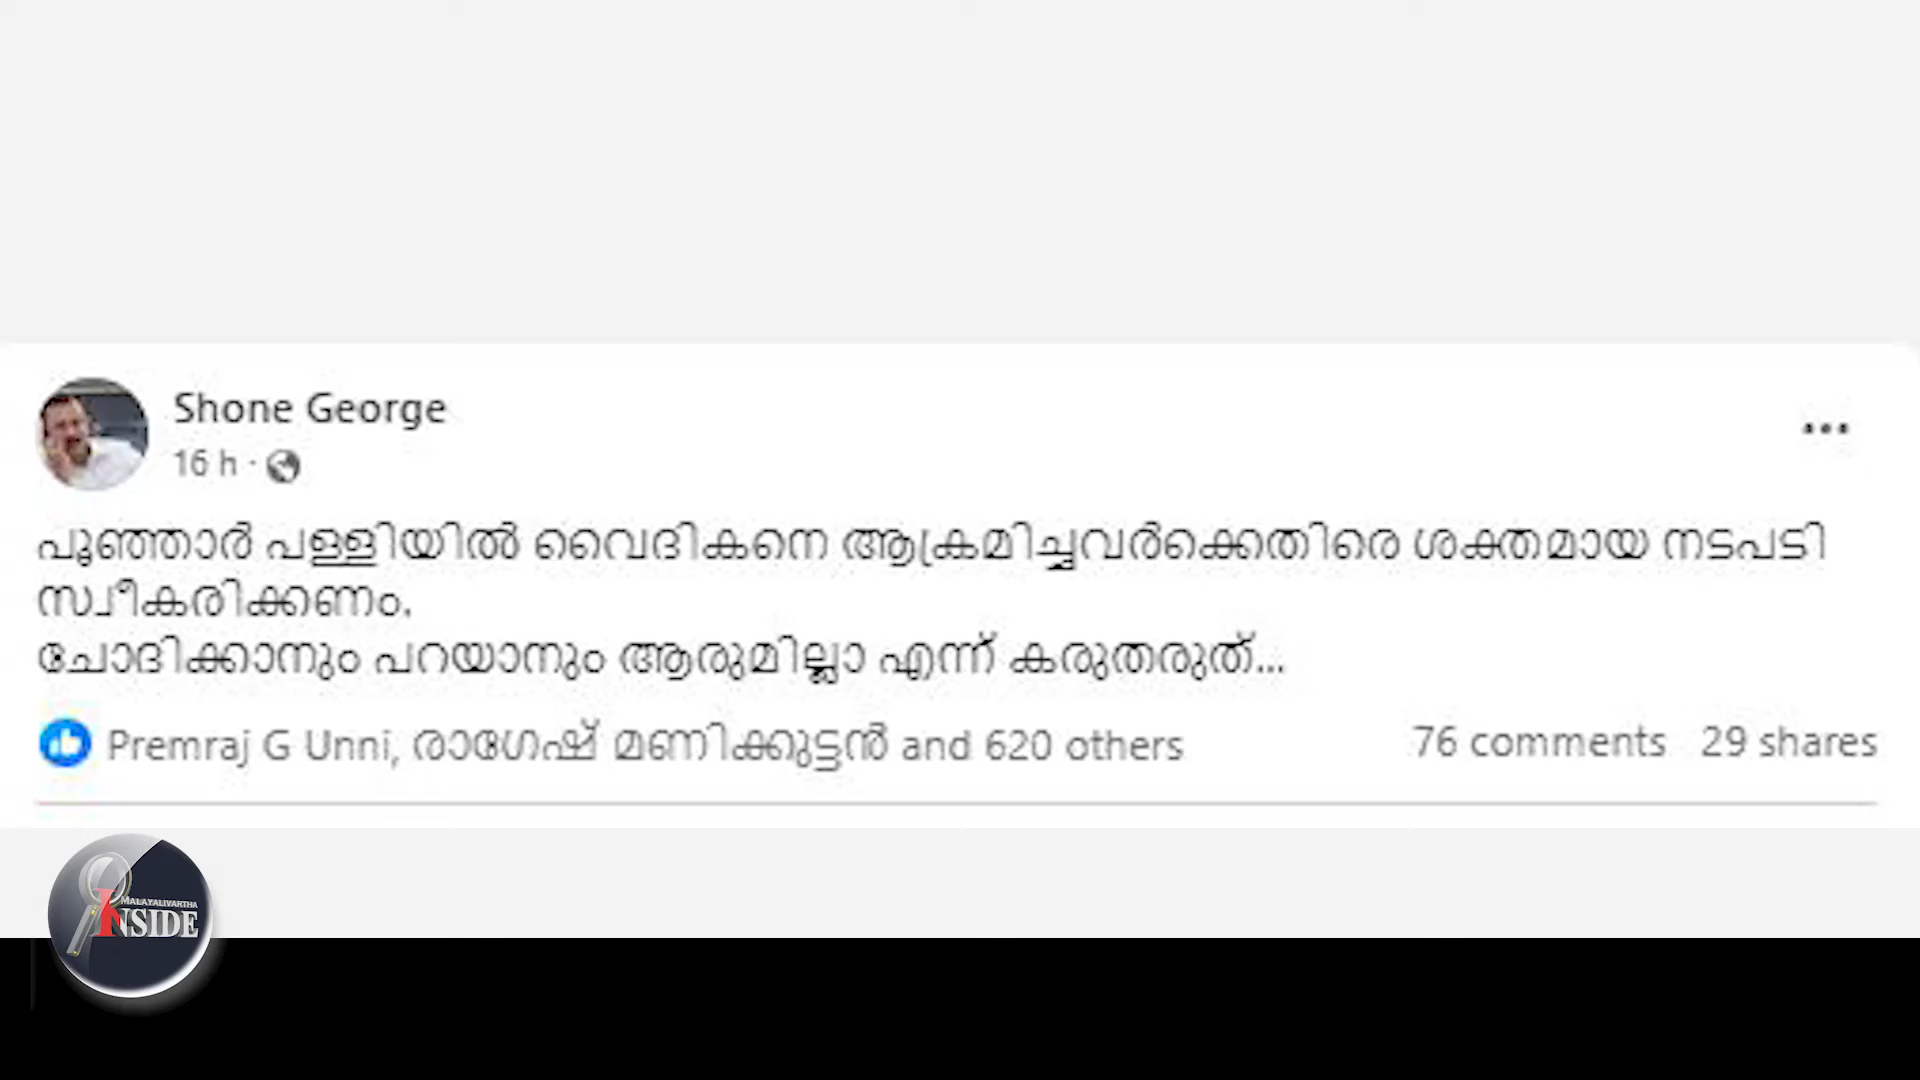 Shone George
16 h ·
പൂഞ്ഞാർ പള്ളിയിൽ വൈദികനെ ആക്രമിച്ചവർക്കെതിരെ ശക്തമായ നടപടി
സ്വീകരിക്കണം.
ചോദിക്കാനും പറയാനും ആരുമില്ലാ എന്ന് കരുതരുത്...
Premraj G Unni, രാഗേഷ് മണിക്കുട്ടൻ and 620 others 76 comments 29 shares
MALAYALIVARTHA
INSIDE